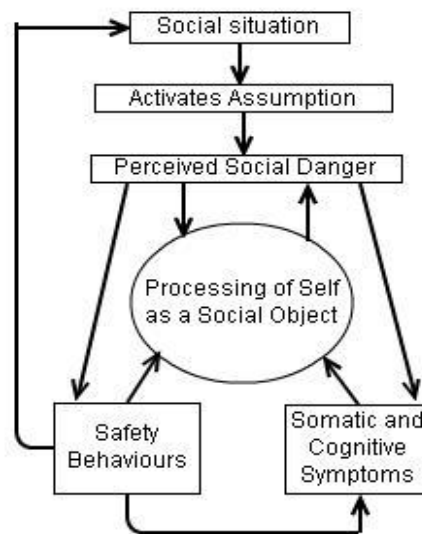 Social situation
Activates Assumption
Perceived Social Danger
Processing of Self
as a Social Object
Safety
Behaviours
Somatic and
Cognitive
Symptoms